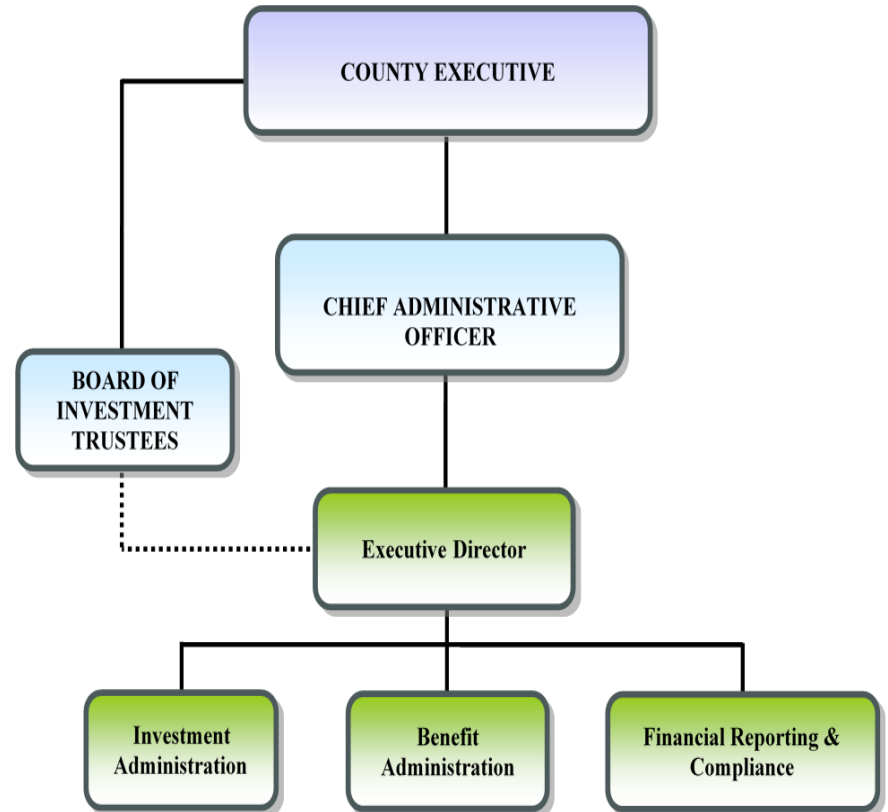 COUNTY EXECUTIVE
CHIEF ADMINISTRATIVE
OFFICER
BOARD OF
INVESTMENT
TRUSTEES
Executive Director
Investment
Administration
Benefit
Administration
Financial Reporting &
Compliance